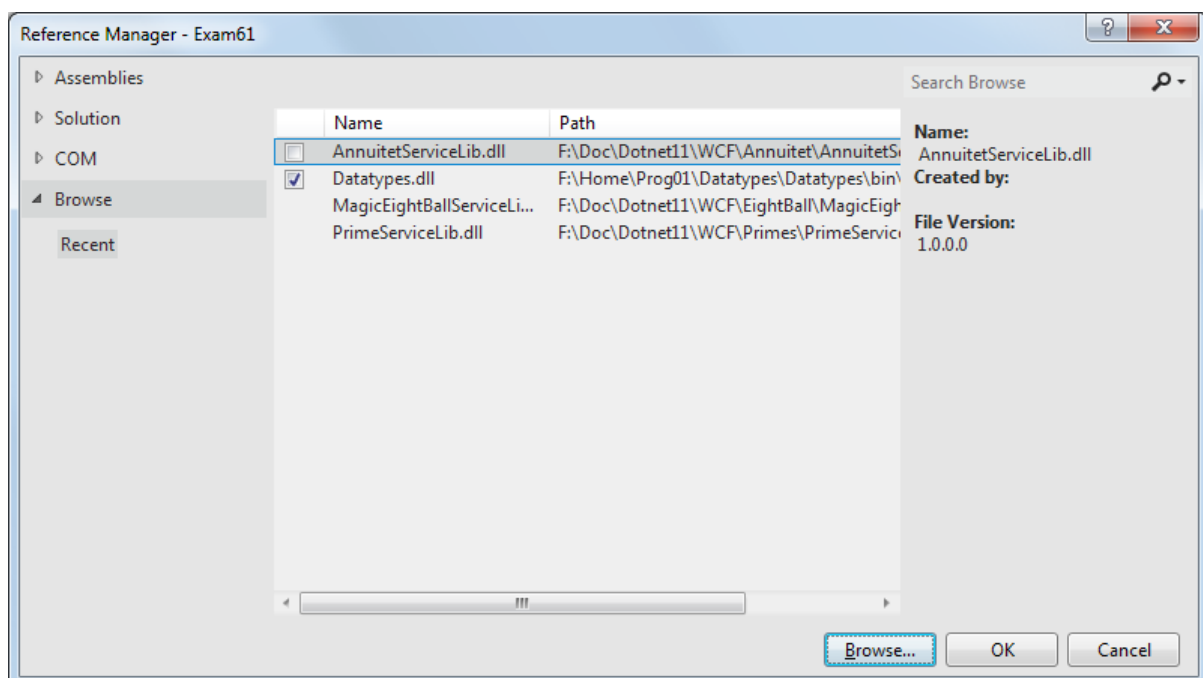 Reference Manager - Exam61
Assemblies
Solution
COM
Browse
Recent
Name Path
AnnuitetServiceLib.dll F:\Doc\Dotnet11\WCF\Annuitet\AnnuitetSe
Datatypes.dll F:\Home\Prog01\Datatypes\Datatypes\bin\
MagicEightBallServiceLi... F:\Doc\Dotnet11\WCF\EightBall\MagicEigh
PrimeServiceLib.dll F:\Doc\Dotnet11\WCF\Primes\PrimeService
Search Browse
Name:
AnnuitetServiceLib.dll
Created by:
File Version:
1.0.0.0
Browse... OK Cancel